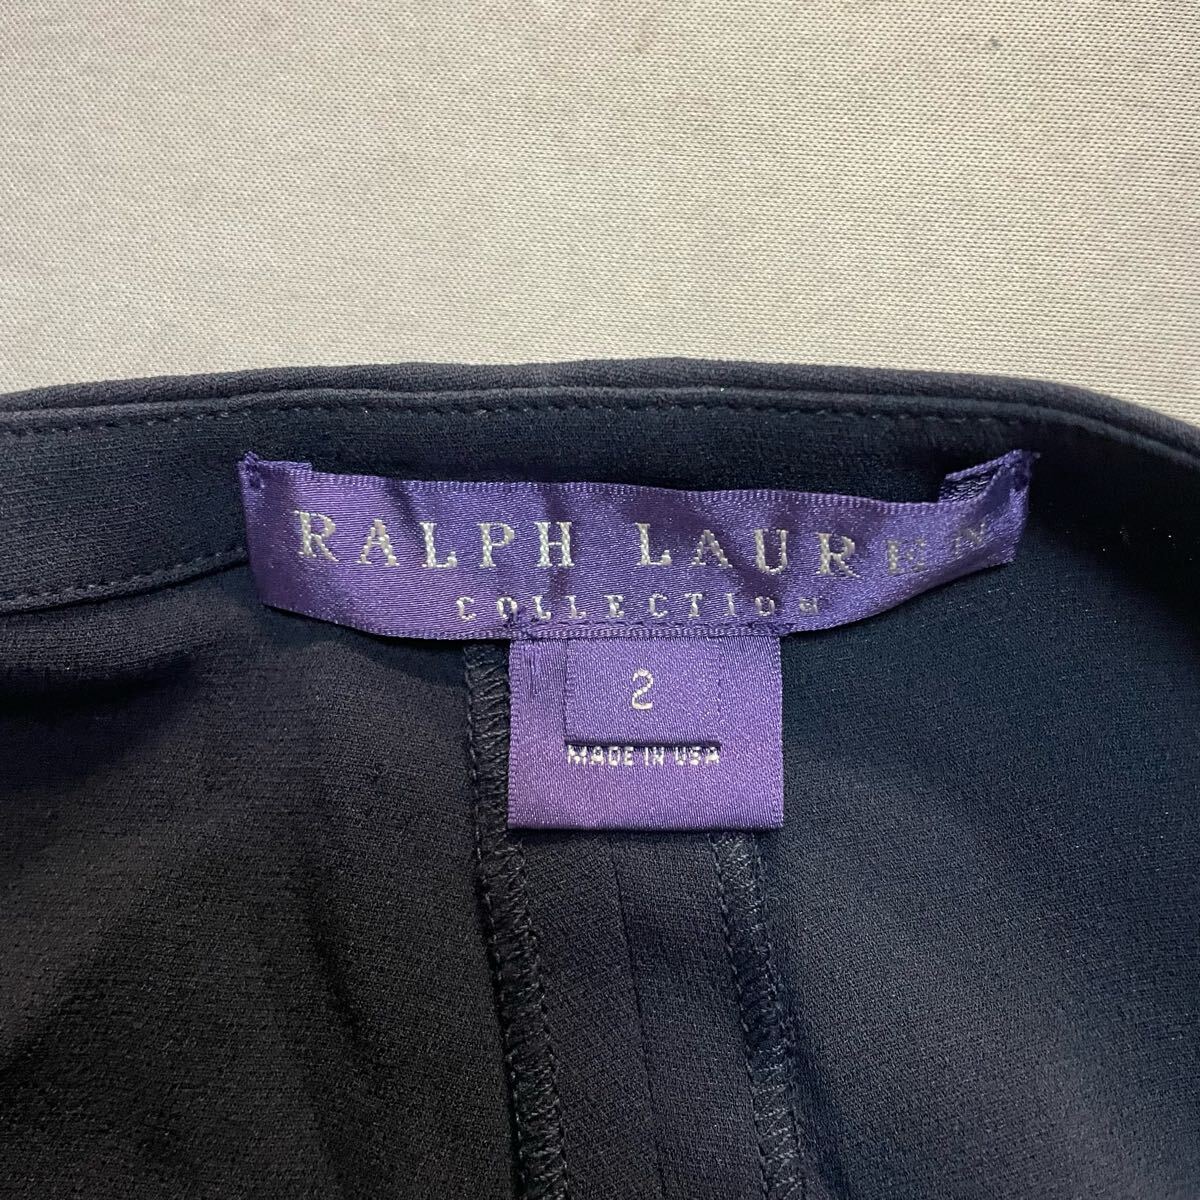 RALPH LAUREN
COLLECTION
2
MADE IN USA